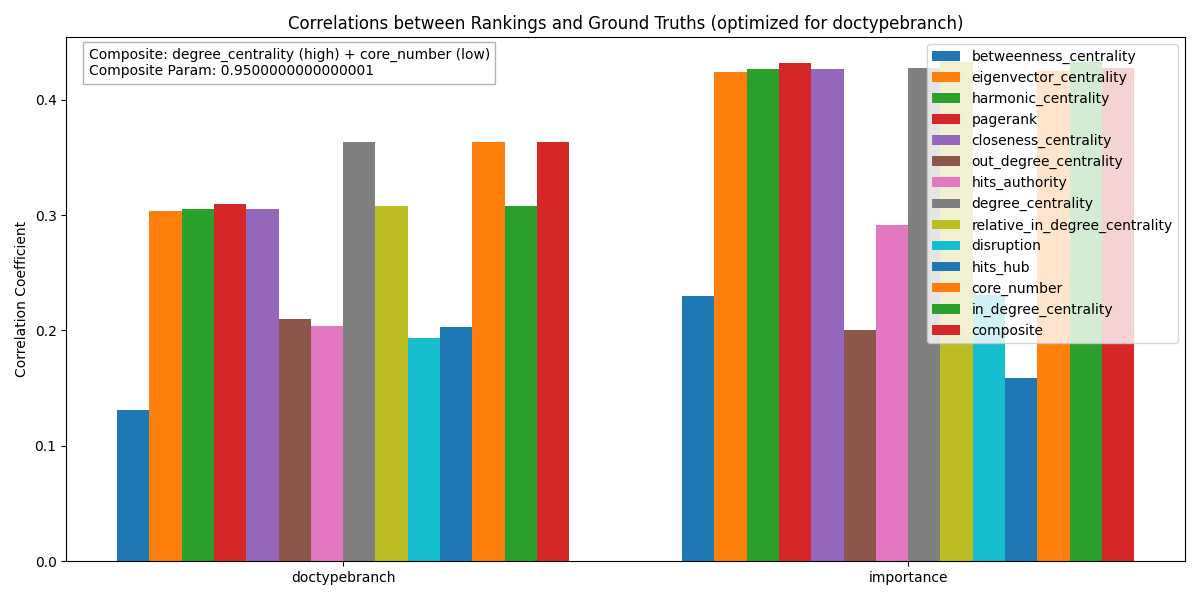 Correlations between Rankings and Ground Truths (optimized for doctypebranch)
Composite: degree_centrality (high) + core_number (low)
Composite Param: 0.9500000000000001
betweenness_centrality
eigenvector_centrality
harmonic_centrality
pagerank
closeness_centrality
out_degree_centrality
hits_authority
degree_centrality
relative_in_degree_centrality
disruption
hits_hub
core_number
in_degree_centrality
composite
Correlation Coefficient
0.4
0.3
0.2
0.1
0.0
doctypebranch
importance